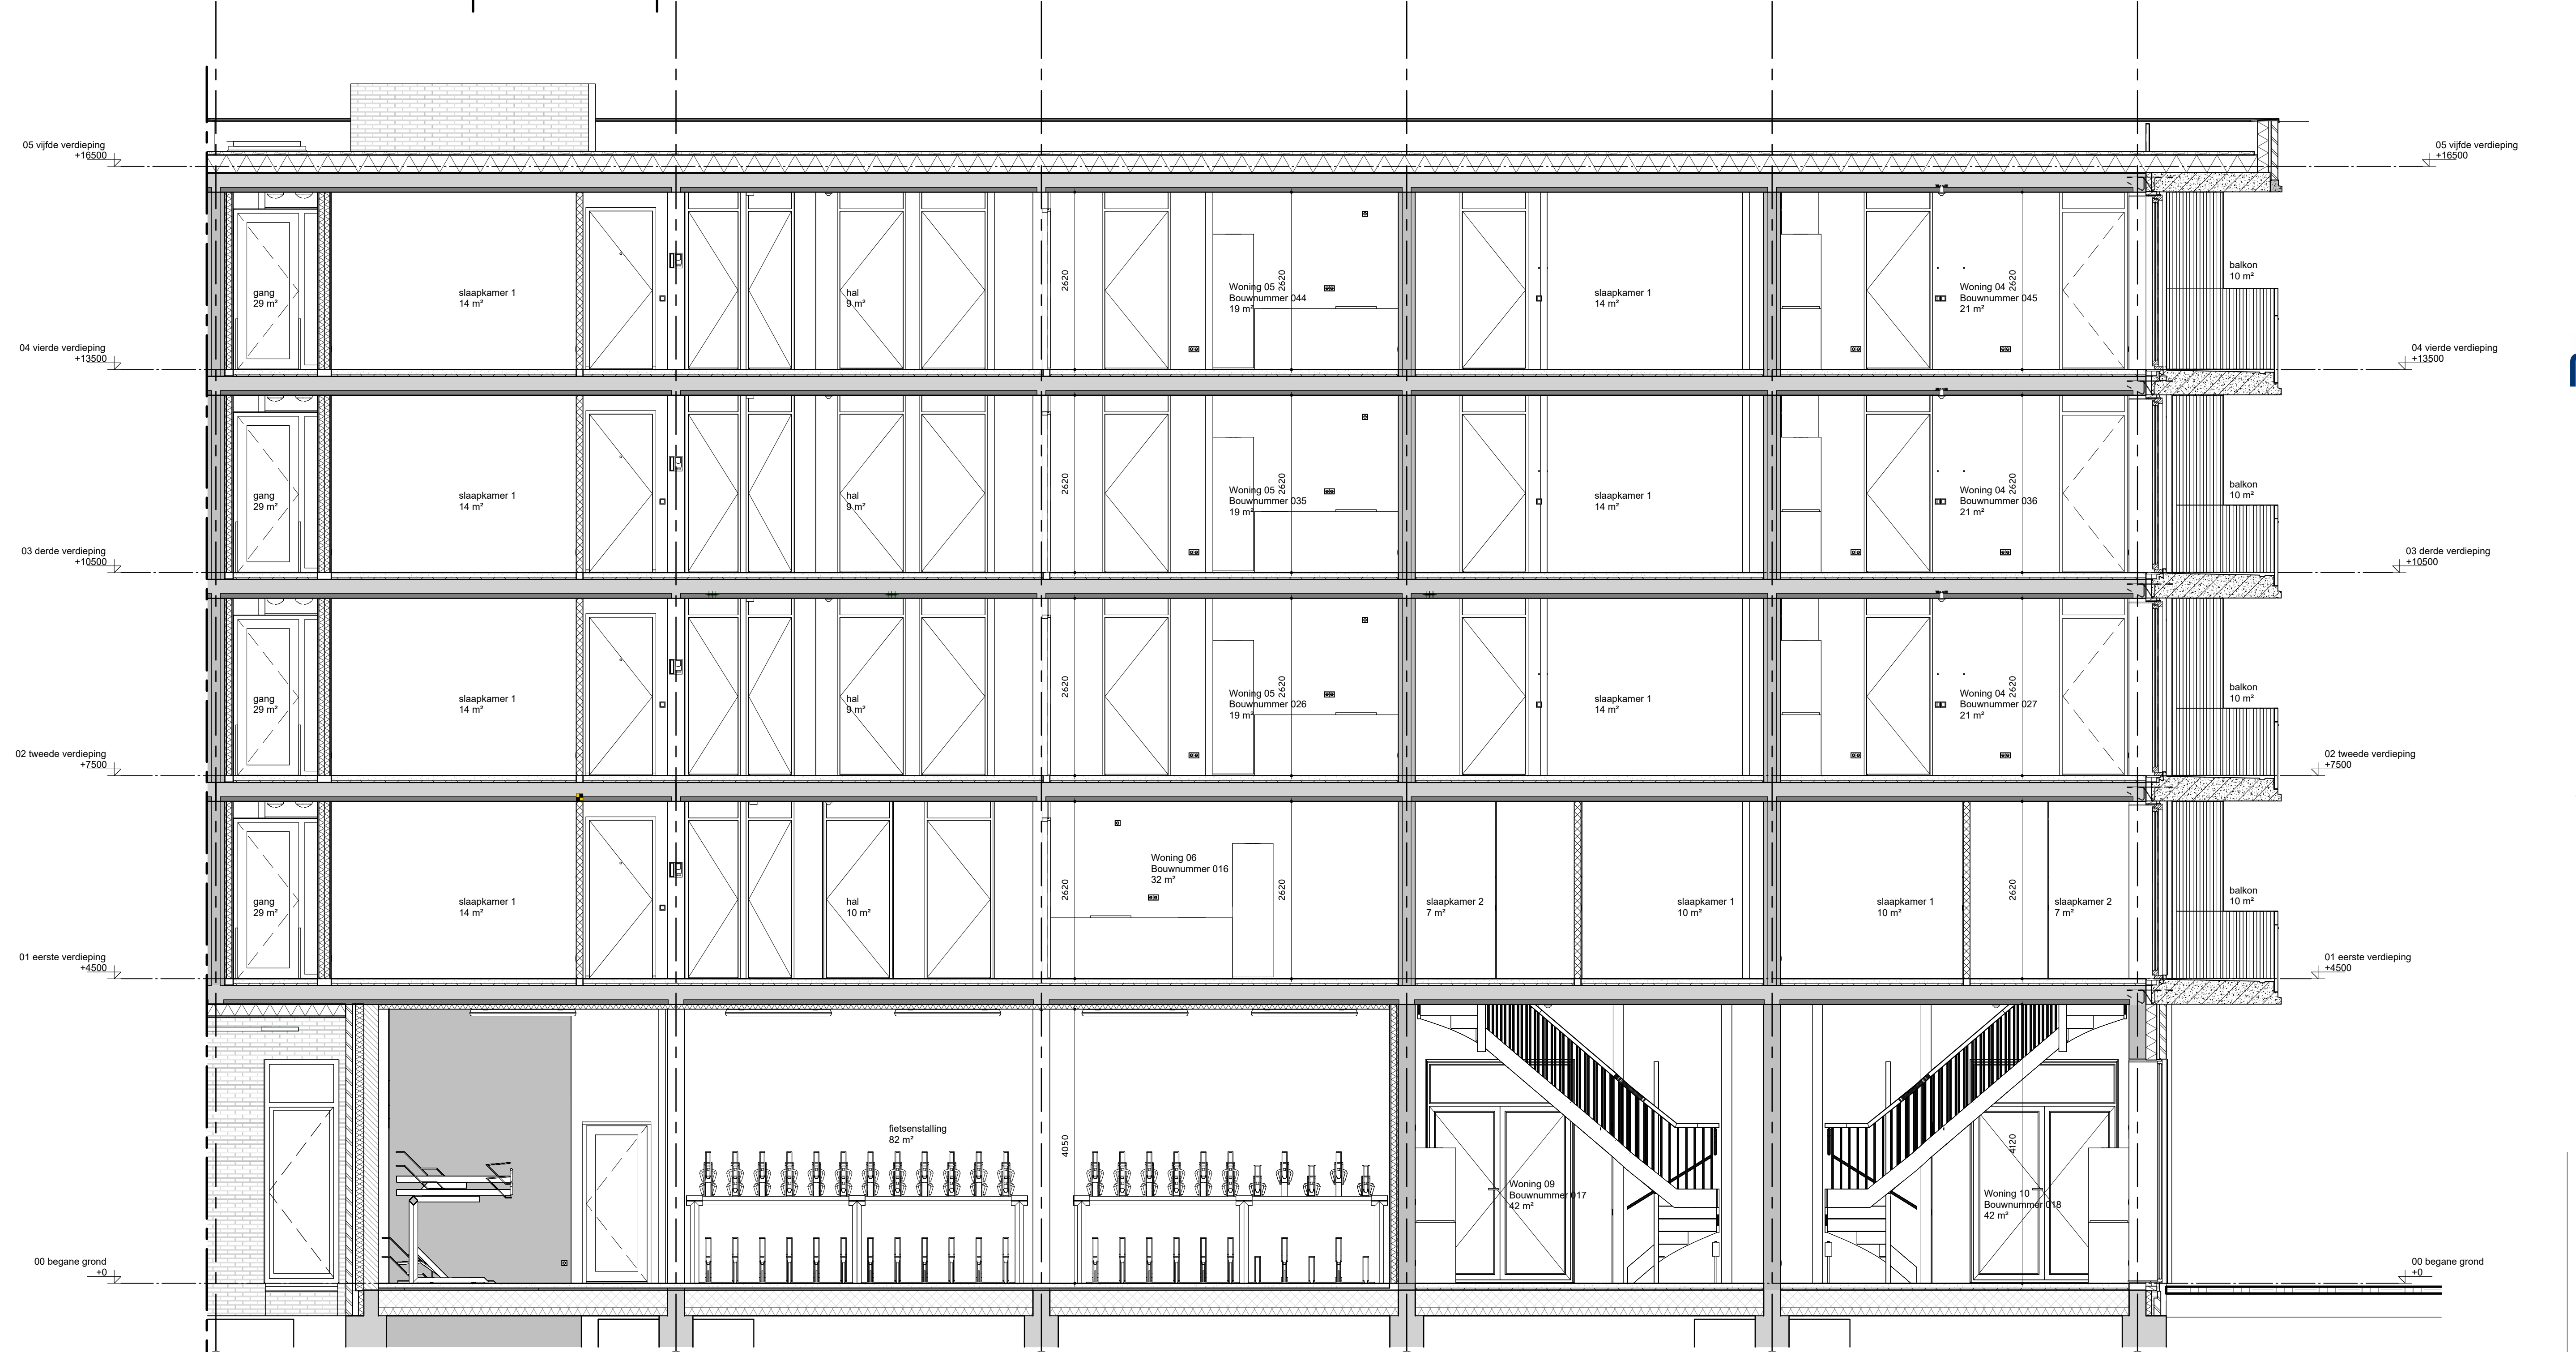 05 vijfde verdieping
+16500
05 vijfde verdieping
+16500
gang
29 m²
slaapkamer 1
14 m²
hal
9 m²
2620
Woning 05
Bouwnummer 044
19 m²
2620
slaapkamer 1
14 m²
Woning 04
Bouwnummer 045
21 m²
2620
balkon
10 m²
04 vierde verdieping
+13500
04 vierde verdieping
+13500
gang
29 m²
slaapkamer 1
14 m²
hal
9 m²
2620
Woning 05
Bouwnummer 035
19 m²
2620
slaapkamer 1
14 m²
Woning 04
Bouwnummer 036
21 m²
2620
balkon
10 m²
03 derde verdieping
+10500
03 derde verdieping
+10500
gang
29 m²
slaapkamer 1
14 m²
hal
9 m²
2620
Woning 05
Bouwnummer 026
19 m²
2620
slaapkamer 1
14 m²
Woning 04
Bouwnummer 027
21 m²
2620
balkon
10 m²
02 tweede verdieping
+7500
02 tweede verdieping
+7500
gang
29 m²
slaapkamer 1
14 m²
hal
10 m²
2620
Woning 06
Bouwnummer 016
32 m²
2620
slaapkamer 2
7 m²
slaapkamer 1
10 m²
slaapkamer 1
10 m²
2620
slaapkamer 2
7 m²
balkon
10 m²
01 eerste verdieping
+4500
01 eerste verdieping
+4500
fietsenstalling
82 m²
4050
Woning 09
Bouwnummer 017
42 m²
4120
Woning 10
Bouwnummer 018
42 m²
00 begane grond
+0
00 begane grond
+0